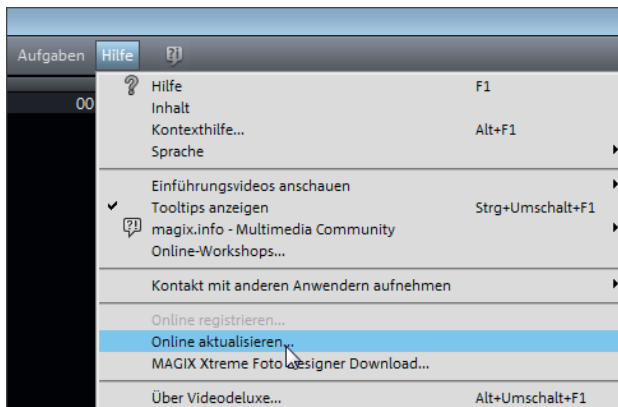 Aufgaben Hilfe
00
Hilfe F1
Inhalt
Kontexthilfe... Alt+F1
Sprache
Einführungsvideos anschauen
Tooltips anzeigen Strg+Umschalt+F1
magix.info - Multimedia Community
Online-Workshops...
Kontakt mit anderen Anwendern aufnehmen
Online registrieren...
Online aktualisieren...
MAGIX Xtreme Foto Designer Download...
Über Videodeluxe... Alt+Umschalt+F1